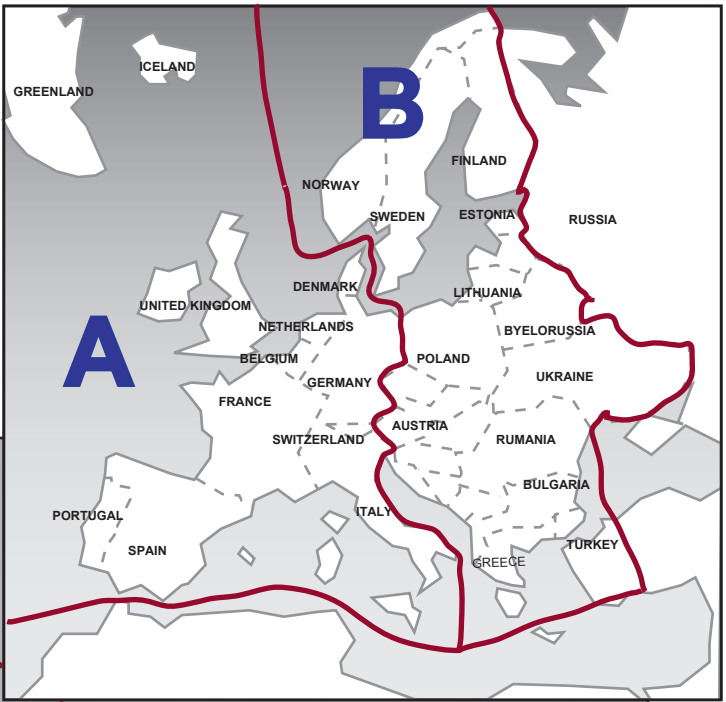 B
ICELAND
GREENLAND
FINLAND
NORWAY
SWEDEN
ESTONIA
RUSSIA
DENMARK
LITHUANIA
UNITED KINGDOM
NETHERLANDS
BYELORUSSIA
A
BELGIUM
POLAND
GERMANY
UKRAINE
FRANCE
AUSTRIA
SWITZERLAND
RUMANIA
BULGARIA
ITALY
PORTUGAL
SPAIN
TURKEY
GREECE